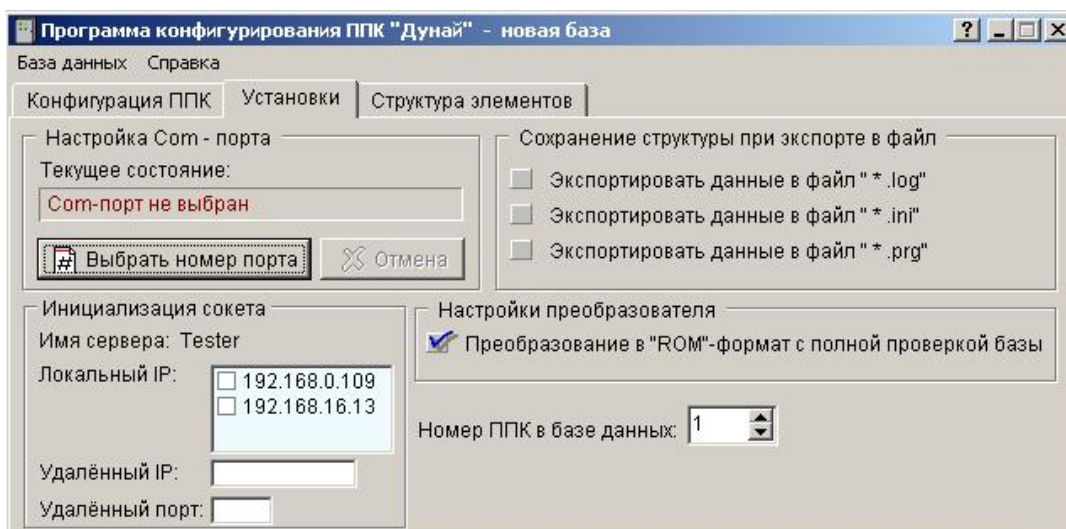 Программа конфигурирования ППК "Дунай" - новая база
База данных Справка
Конфигурация ППК Установки Структура элементов
Настройка Com - порта
Текущее состояние:
Com-порт не выбран
Выбрать номер порта Отмена
Сохранение структуры при экспорте в файл
Экспортировать данные в файл " *.log"
Экспортировать данные в файл " *.ini"
Экспортировать данные в файл " *.prg"
Инициализация сокета
Имя сервера: Tester
Локальный IP:
192.168.0.109
192.168.16.13
Удалённый IP:
Удалённый порт:
Настройки преобразователя
Преобразование в "ROM"-формат с полной проверкой базы
Номер ППК в базе данных: 1